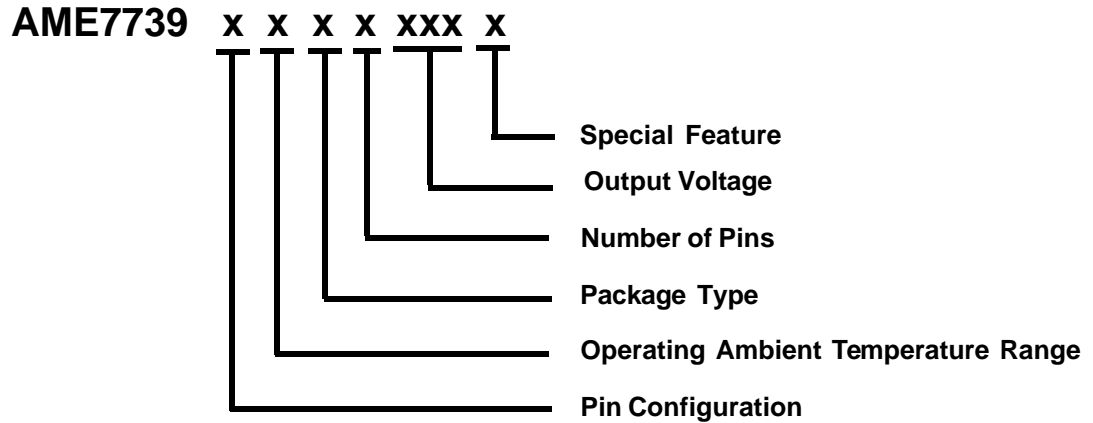 AME7739 x x x x xxx x
Special Feature
Output Voltage
Number of Pins
Package Type
Operating Ambient Temperature Range
Pin Configuration